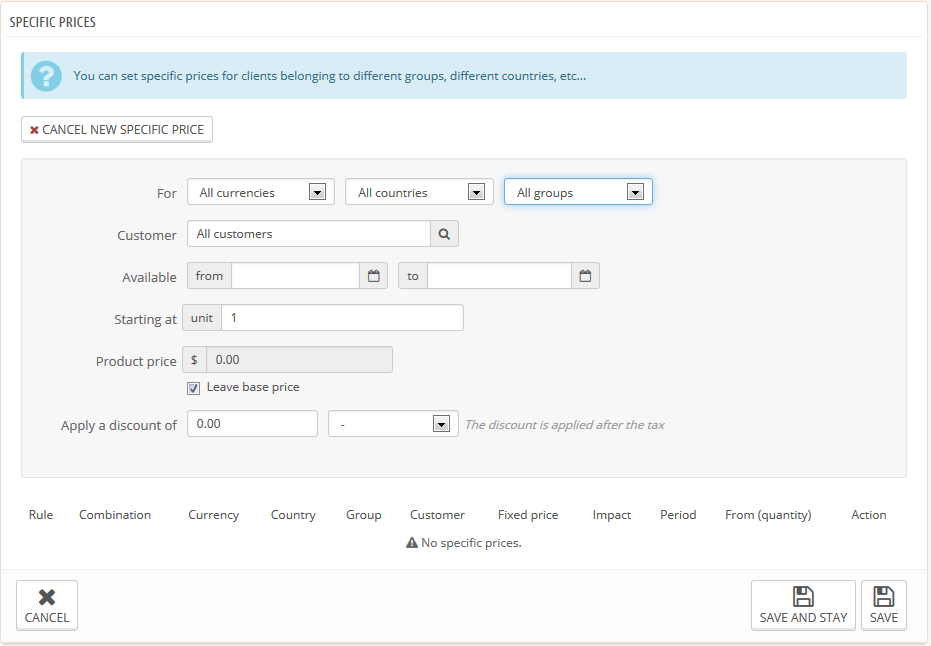 SPECIFIC PRICES
You can set specific prices for clients belonging to different groups, different countries, etc...
CANCEL NEW SPECIFIC PRICE
For All currencies All countries All groups
Customer All customers
Available from to
Starting at unit 1
Product price $ 0.00
Leave base price
Apply a discount of 0.00 - The discount is applied after the tax
Rule Combination Currency Country Group Customer Fixed price Impact Period From (quantity) Action
No specific prices.
CANCEL SAVE AND STAY SAVE